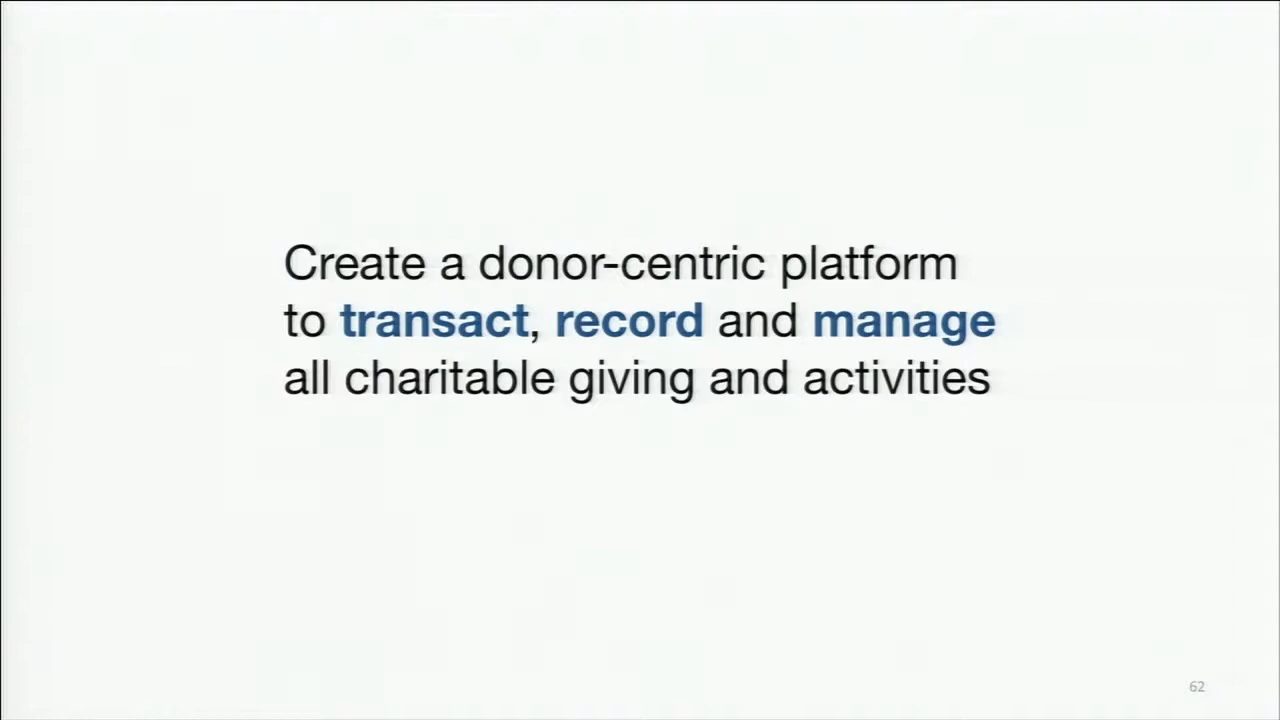 Create a donor-centric platform
to transact, record and manage
all charitable giving and activities
62